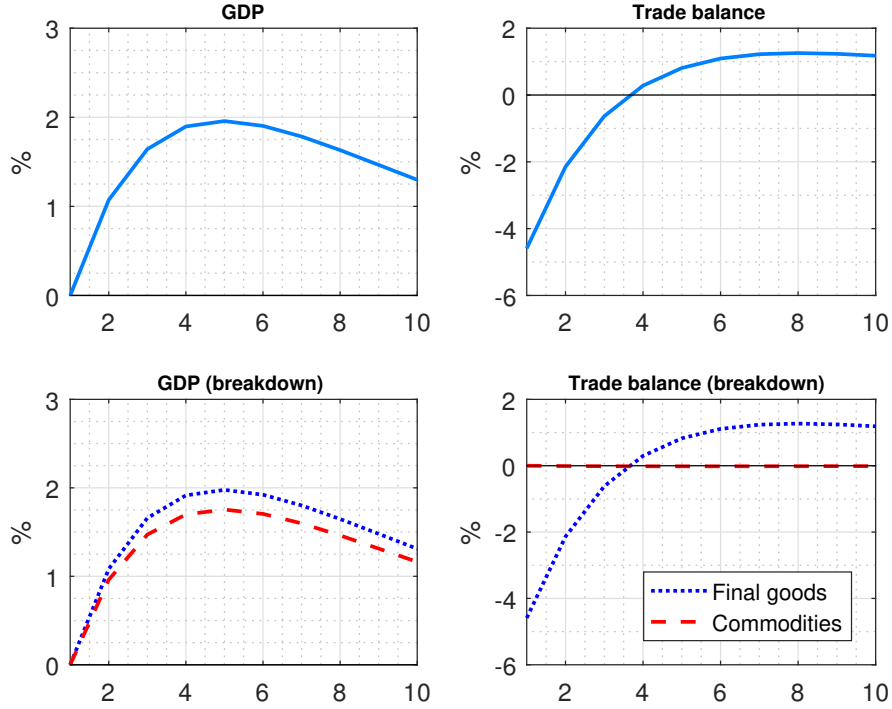 GDP
3
2
1
0
%
2 4 6 8 10
Trade balance
2
0
-2
-4
-6
%
2 4 6 8 10
GDP (breakdown)
3
2
1
0
%
2 4 6 8 10
Trade balance (breakdown)
2
0
-2
-4
-6
%
2 4 6 8 10
Final goods
Commodities